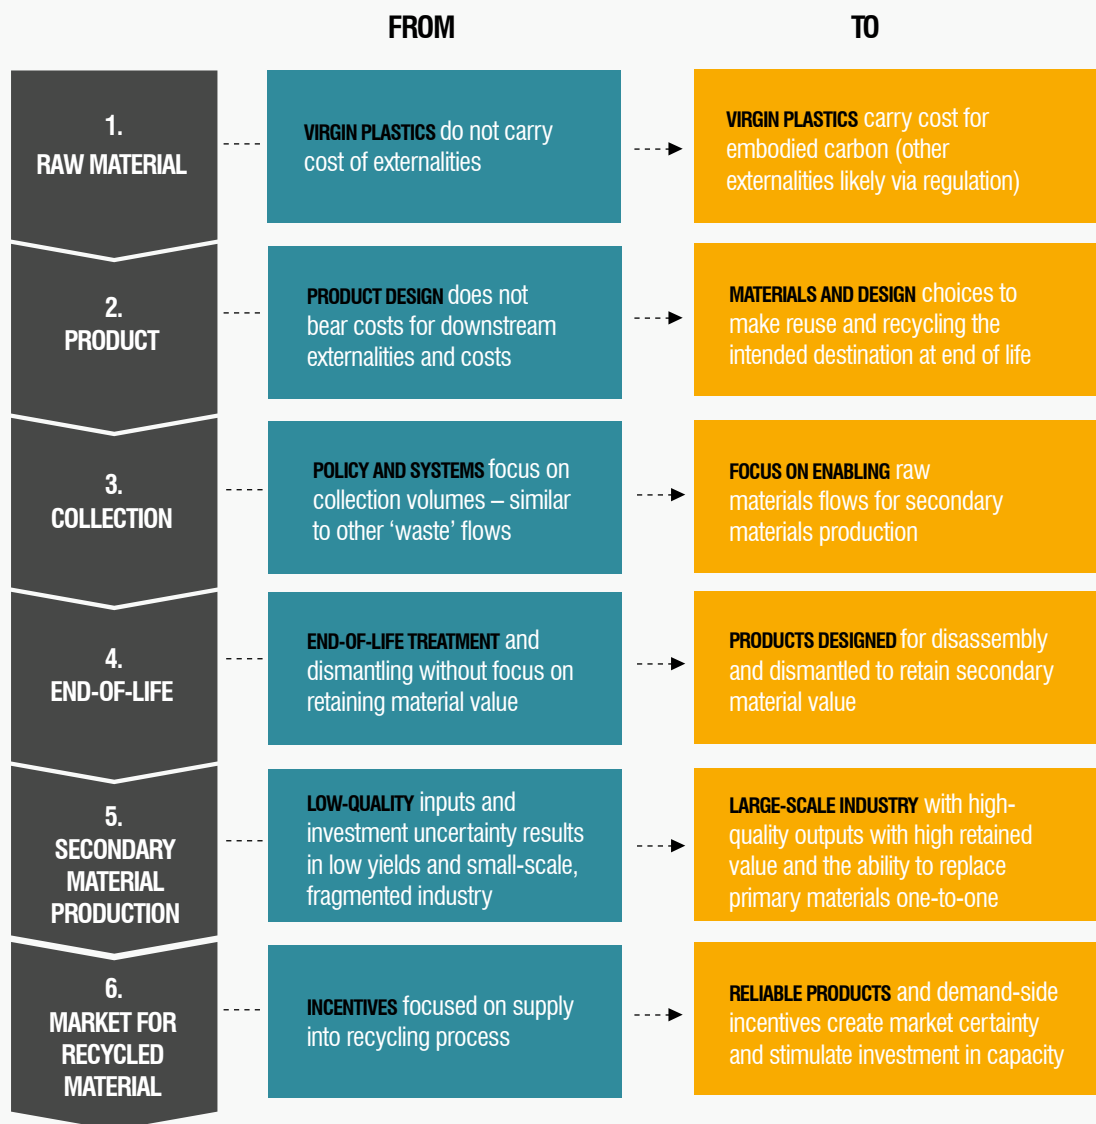 FROM
TO
1.
RAW MATERIAL
VIRGIN PLASTICS do not carry
cost of externalities
VIRGIN PLASTICS carry cost for
embodied carbon (other
externalities likely via regulation)
2.
PRODUCT
PRODUCT DESIGN does not
bear costs for downstream
externalities and costs
MATERIALS AND DESIGN choices to
make reuse and recycling the
intended destination at end of life
3.
COLLECTION
POLICY AND SYSTEMS focus on
collection volumes – similar
to other ‘waste’ flows
FOCUS ON ENABLING raw
materials flows for secondary
materials production
4.
END-OF-LIFE
END-OF-LIFE TREATMENT and
dismantling without focus on
retaining material value
PRODUCTS DESIGNED for disassembly
and dismantled to retain secondary
material value
5.
SECONDARY
MATERIAL
PRODUCTION
LOW-QUALITY inputs and
investment uncertainty results
in low yields and small-scale,
fragmented industry
LARGE-SCALE INDUSTRY with high-
quality outputs with high retained
value and the ability to replace
primary materials one-to-one
6.
MARKET FOR
RECYCLED
MATERIAL
INCENTIVES focused on supply
into recycling process
RELIABLE PRODUCTS and demand-side
incentives create market certainty
and stimulate investment in capacity